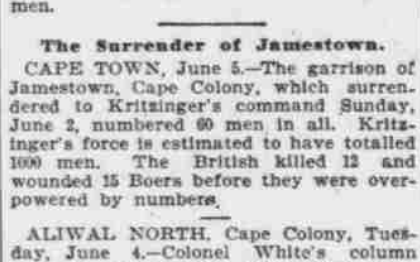 men.
The Surrender of Jamestown.
CAPE TOWN, June 5.—The garrison of
Jamestown, Cape Colony, which surren-
dered to Kritzinger's command Sunday,
June 2, numbered 60 men in all. Kritz-
inger's force is estimated to have totalled
1000 men. The British killed 12 and
wounded 15 Boers before they were over-
powered by numbers.
ALIWAL NORTH, Cape Colony, Tues-
day, June 4.—Colonel White's column